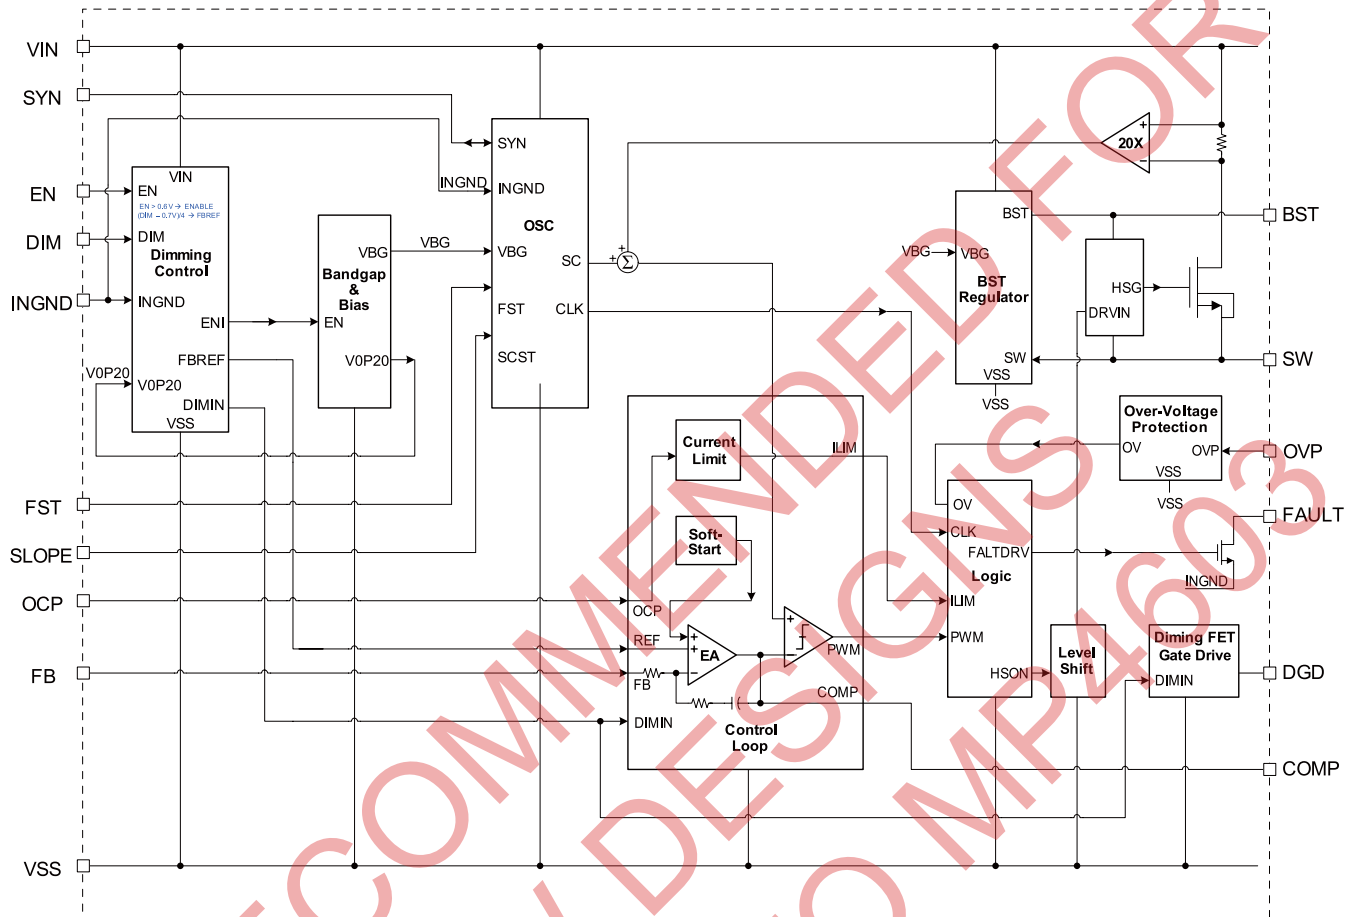 VIN
SYN
EN
DIM
INGND
FST
SLOPE
OCP
FB
VSS
VIN
EN
EN > 0.6V → ENABLE
(DIM – 0.7V)/4 → FBREF
DIM
Dimming
Control
INGND
ENI
FBREF
V0P20
V0P20
DIMIN
VSS
VBG
Bandgap
&
Bias
EN
V0P20
VBG
INGND
SYN
INGND
OSC
VBG
SC
FST
CLK
SCST
+
+
Σ
20X
+
–
BST
VBG
VBG
BST
Regulator
SW
VSS
VSS
HSG
DRVIN
Over-Voltage
Protection
OV
OVP
VSS
VSS
Current
Limit
ILIM
Soft-
Start
OCP
REF
+
+
–
EA
FB
+
–
PWM
COMP
DIMIN
Control
Loop
OV
CLK
FALTDRV
Logic
ILIM
PWM
HSON
Level
Shift
INGND
Diming FET
Gate Drive
DIMIN
BST
SW
OVP
FAULT
DGD
COMP
ECOMMENDED FOR
DESIGNS
O MP4603